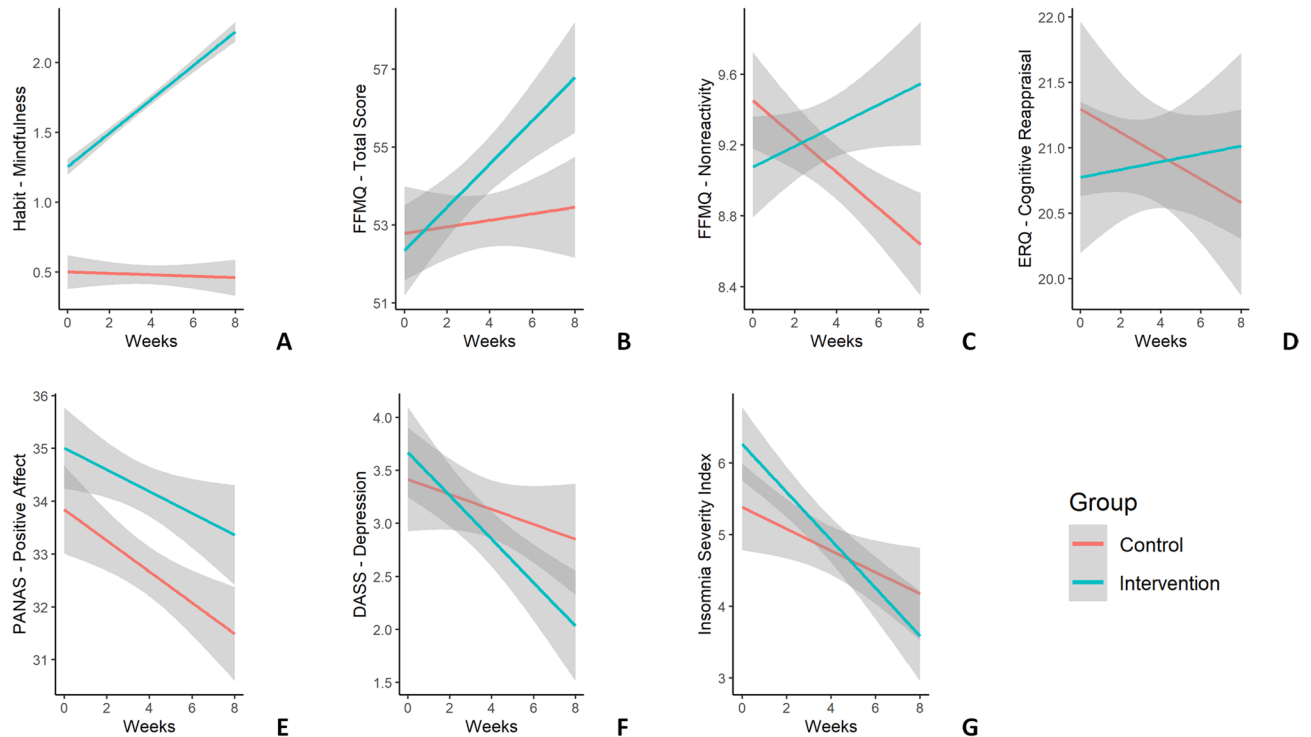 Habit - Mindfulness
2.0
1.5
1.0
0.5
0 2 4 6 8
Weeks
A
FFMQ - Total Score
57
55
53
51
0 2 4 6 8
Weeks
B
FFMQ - Nonreactivity
9.6
9.2
8.8
8.4
0 2 4 6 8
Weeks
C
ERQ - Cognitive Reappraisal
22.0
21.5
21.0
20.5
20.0
0 2 4 6 8
Weeks
D
PANAS - Positive Affect
36
35
34
33
32
31
0 2 4 6 8
Weeks
E
DASS - Depression
4.0
3.5
3.0
2.5
2.0
1.5
0 2 4 6 8
Weeks
F
Insomnia Severity Index
6
5
4
3
0 2 4 6 8
Weeks
G
Group
Control
Intervention